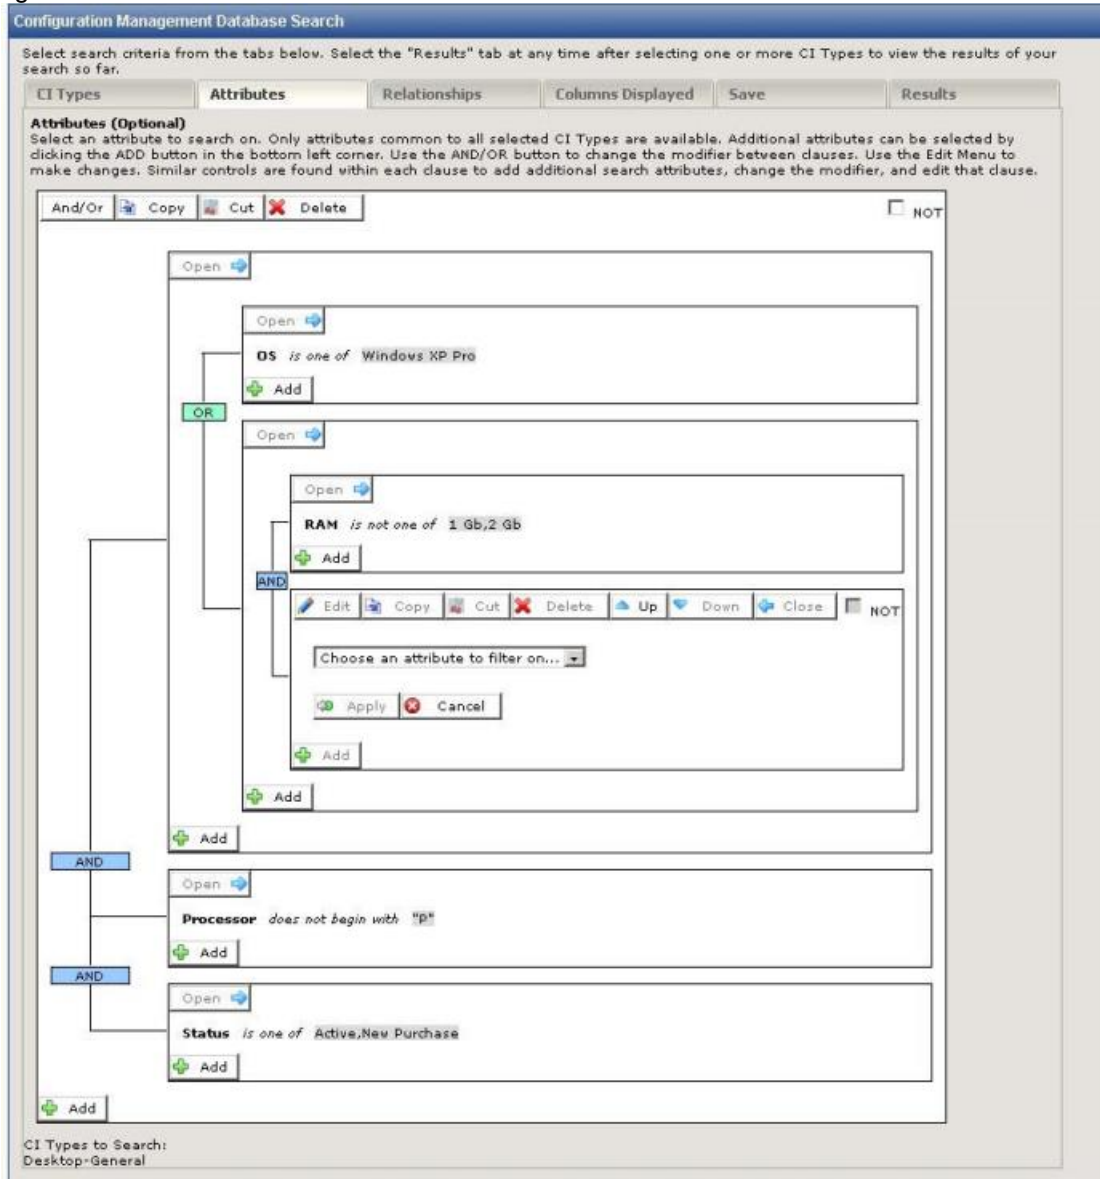 Configuration Management Database Search
Select search criteria from the tabs below. Select the "Results" tab at any time after selecting one or more CI Types to view the results of your
search so far.
CI Types Attributes Relationships Columns Displayed Save Results
Attributes (Optional)
Select an attribute to search on. Only attributes common to all selected CI Types are available. Additional attributes can be selected by
clicking the ADD button in the bottom left corner. Use the AND/OR button to change the modifier between clauses. Use the Edit Menu to
make changes. Similar controls are found within each clause to add additional search attributes, change the modifier, and edit that clause.
And/Or Copy Cut Delete NOT
Open
Open
OS is one of Windows XP Pro
Add
OR
Open
Open
RAM is not one of 1 Gb,2 Gb
Add
AND
Edit Copy Cut Delete Up Down Close NOT
Choose an attribute to filter on...
Apply Cancel
Add
Add
Add
AND
Open
Processor does not begin with "P"
Add
AND
Open
Status is one of Active,New Purchase
Add
Add
CI Types to Search:
Desktop-General